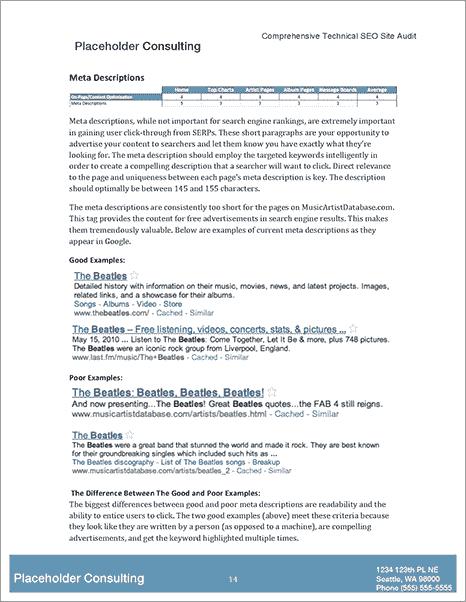 Comprehensive Technical SEO Site Audit
Placeholder Consulting
Meta Descriptions
Home Top Charts Artist Pages Album Pages Message Boards Average
On-Page/Content Optimization
Meta Descriptions
Meta descriptions, while not important for search engine rankings, are extremely important
in gaining user click-through from SERPs. These short paragraphs are your opportunity to
advertise your content to searchers and let them know you have exactly what they're
looking for. The meta description should employ the targeted keywords intelligently in
order to create a compelling description that a searcher will want to click. Direct relevance
to the page and uniqueness between each page's meta description is key. The description
should optimally be between 145 and 155 characters.
The meta descriptions are consistently too short for the pages on MusicArtistDatabase.com.
This tag provides the content for free advertisements in search engine results. This makes
them tremendously valuable. Below are examples of current meta descriptions as they
appear in Google.
Good Examples:
The Beatles
Detailed history with information on their music, movies, news, and latest projects. Images,
related links, and a showcase for their albums.
Songs - Albums - Video - Store
www.thebeatles.com/ - Cached - Similar
The Beatles – Free listening, videos, concerts, stats, & pictures ...
May 15, 2010 ... Listen to The Beatles: Come Together, Let It Be & more, plus 748 pictures.
The Beatles were an iconic rock group from Liverpool, England.
www.last.fm/music/The+Beatles - Cached - Similar
Poor Examples:
The Beatles: Beatles, Beatles, Beatles!
And now presenting...The Beatles! Great Beatles quotes...the FAB 4 still reigns.
www.musicartistdatabase.com/artists/beatles.html - Cached - Similar
The Beatles
The Beatles were a great band that stunned the world and made it rock. They are best known
for their groundbreaking singles which included such hits as ...
The Beatles discography - List of The Beatles songs - Breakup
www.musicartistdatabase.com/artists/beatles_2 - Cached - Similar
The Difference Between The Good and Poor Examples:
The biggest differences between good and poor meta descriptions are readability and the
ability to entice users to click. The two good examples (above) meet these criteria because
they look like they are written by a person (as opposed to a machine), are compelling
advertisements, and get the keyword highlighted multiple times.
Placeholder Consulting
14
1234 123th PL NE
Seattle, WA 98000
Phone (555) 555-5555